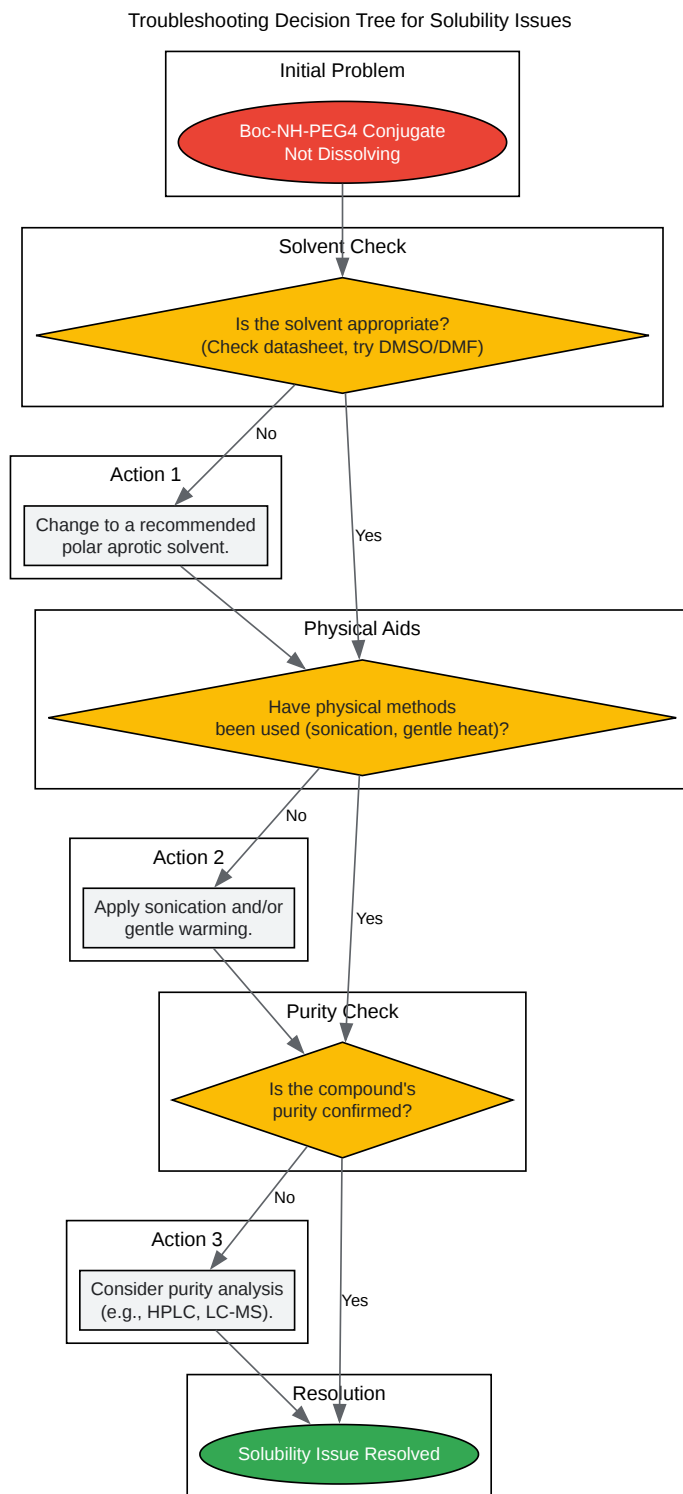 Troubleshooting Decision Tree for Solubility Issues
Initial Problem
Boc-NH-PEG4 Conjugate
Not Dissolving
Solvent Check
Is the solvent appropriate?
(Check datasheet, try DMSO/DMF)
No
Yes
Action 1
Change to a recommended
polar aprotic solvent.
Physical Aids
Have physical methods
been used (sonication, gentle heat)?
No
Yes
Action 2
Apply sonication and/or
gentle warming.
Purity Check
Is the compound's
purity confirmed?
No
Yes
Action 3
Consider purity analysis
(e.g., HPLC, LC-MS).
Resolution
Solubility Issue Resolved